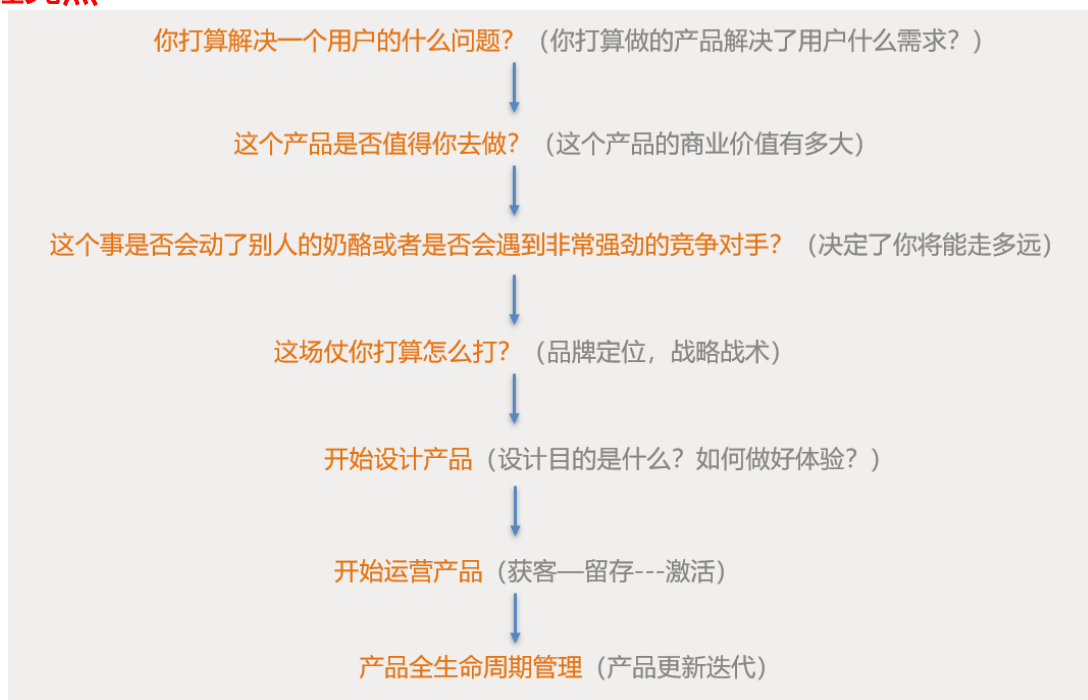 你打算解决一个用户的什么问题？（你打算做的产品解决了用户什么需求？）
这个产品是否值得你去做？（这个产品的商业价值有多大）
这个事是否会动了别人的奶酪或者是否会遇到非常强劲的竞争对手？（决定了你将能走多远）
这场仗你打算怎么打？（品牌定位，战略战术）
开始设计产品（设计目的是什么？如何做好体验？）
开始运营产品（获客—留存---激活）
产品全生命周期管理（产品更新迭代）